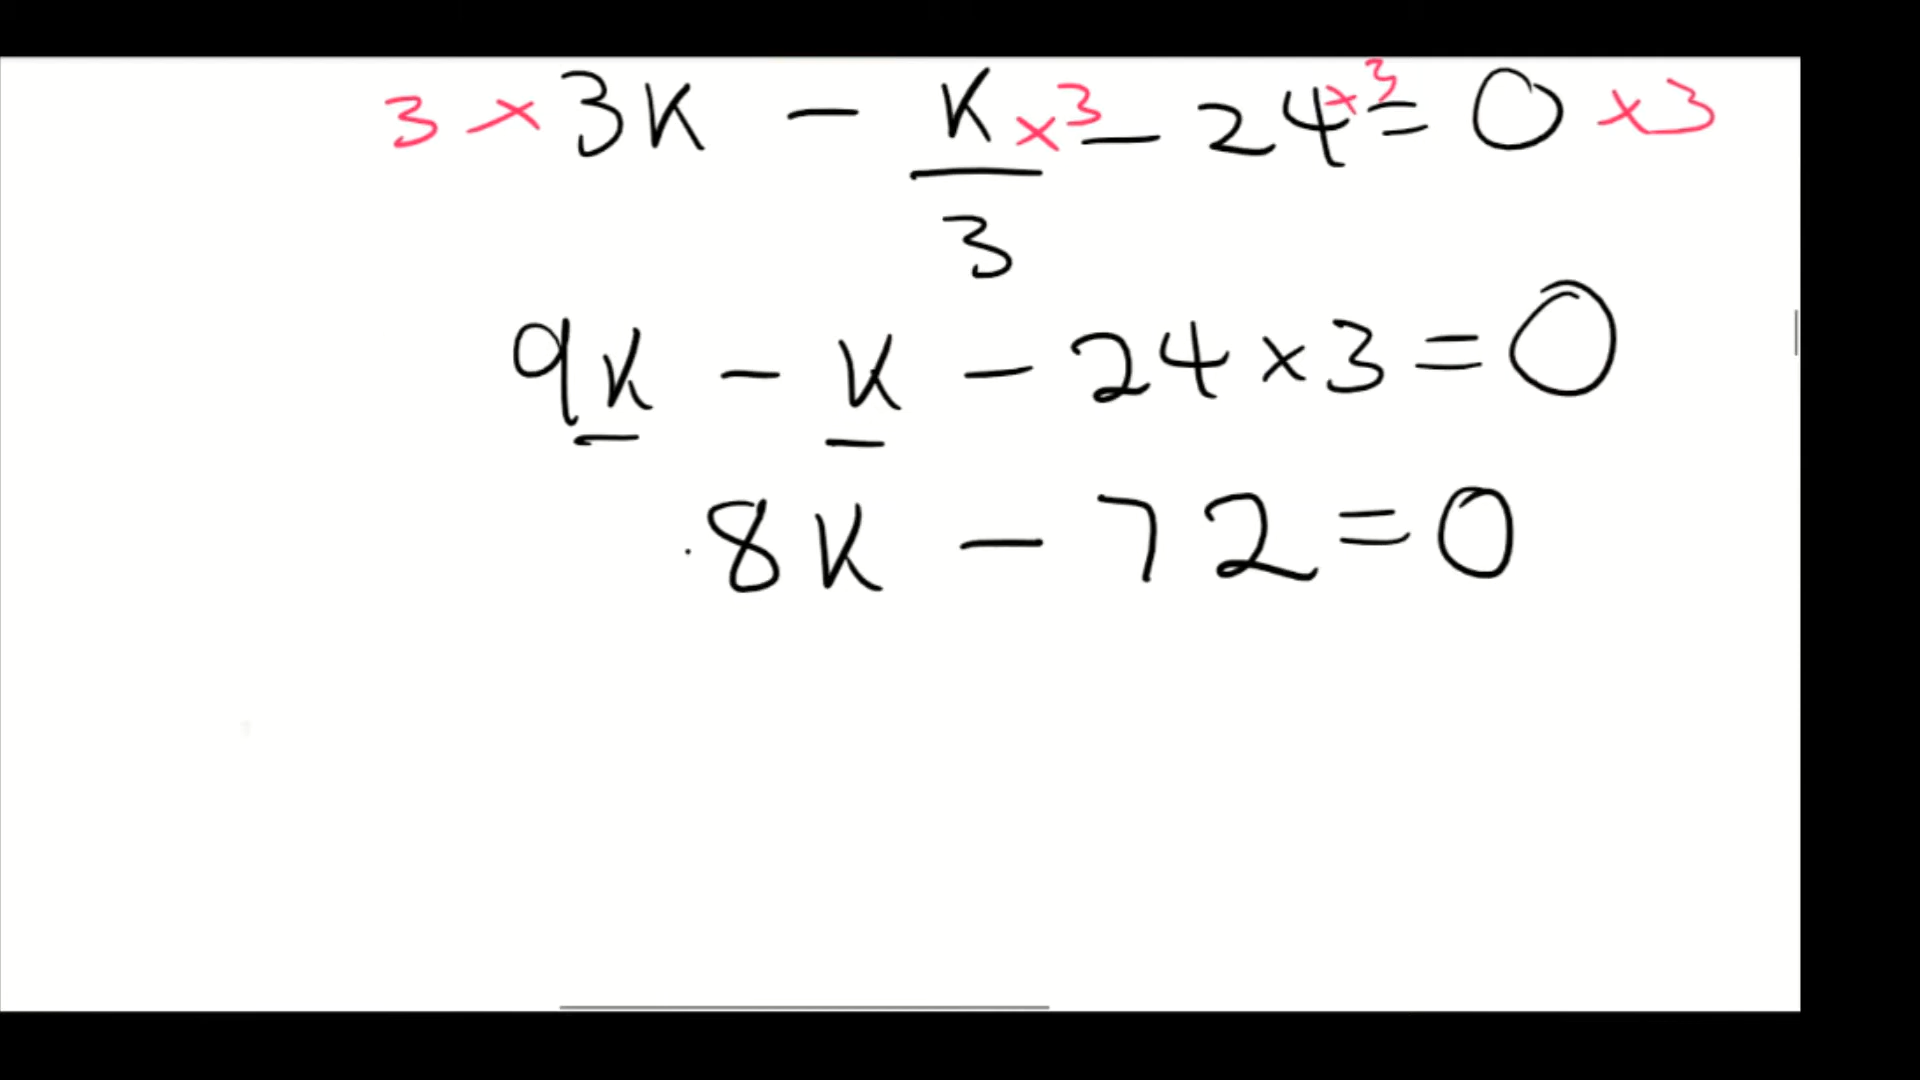 3 × 3K - K × 3 / 3 - 24 × 3 = 0 × 3
9K - K - 24 × 3 = 0
8K - 72 = 0